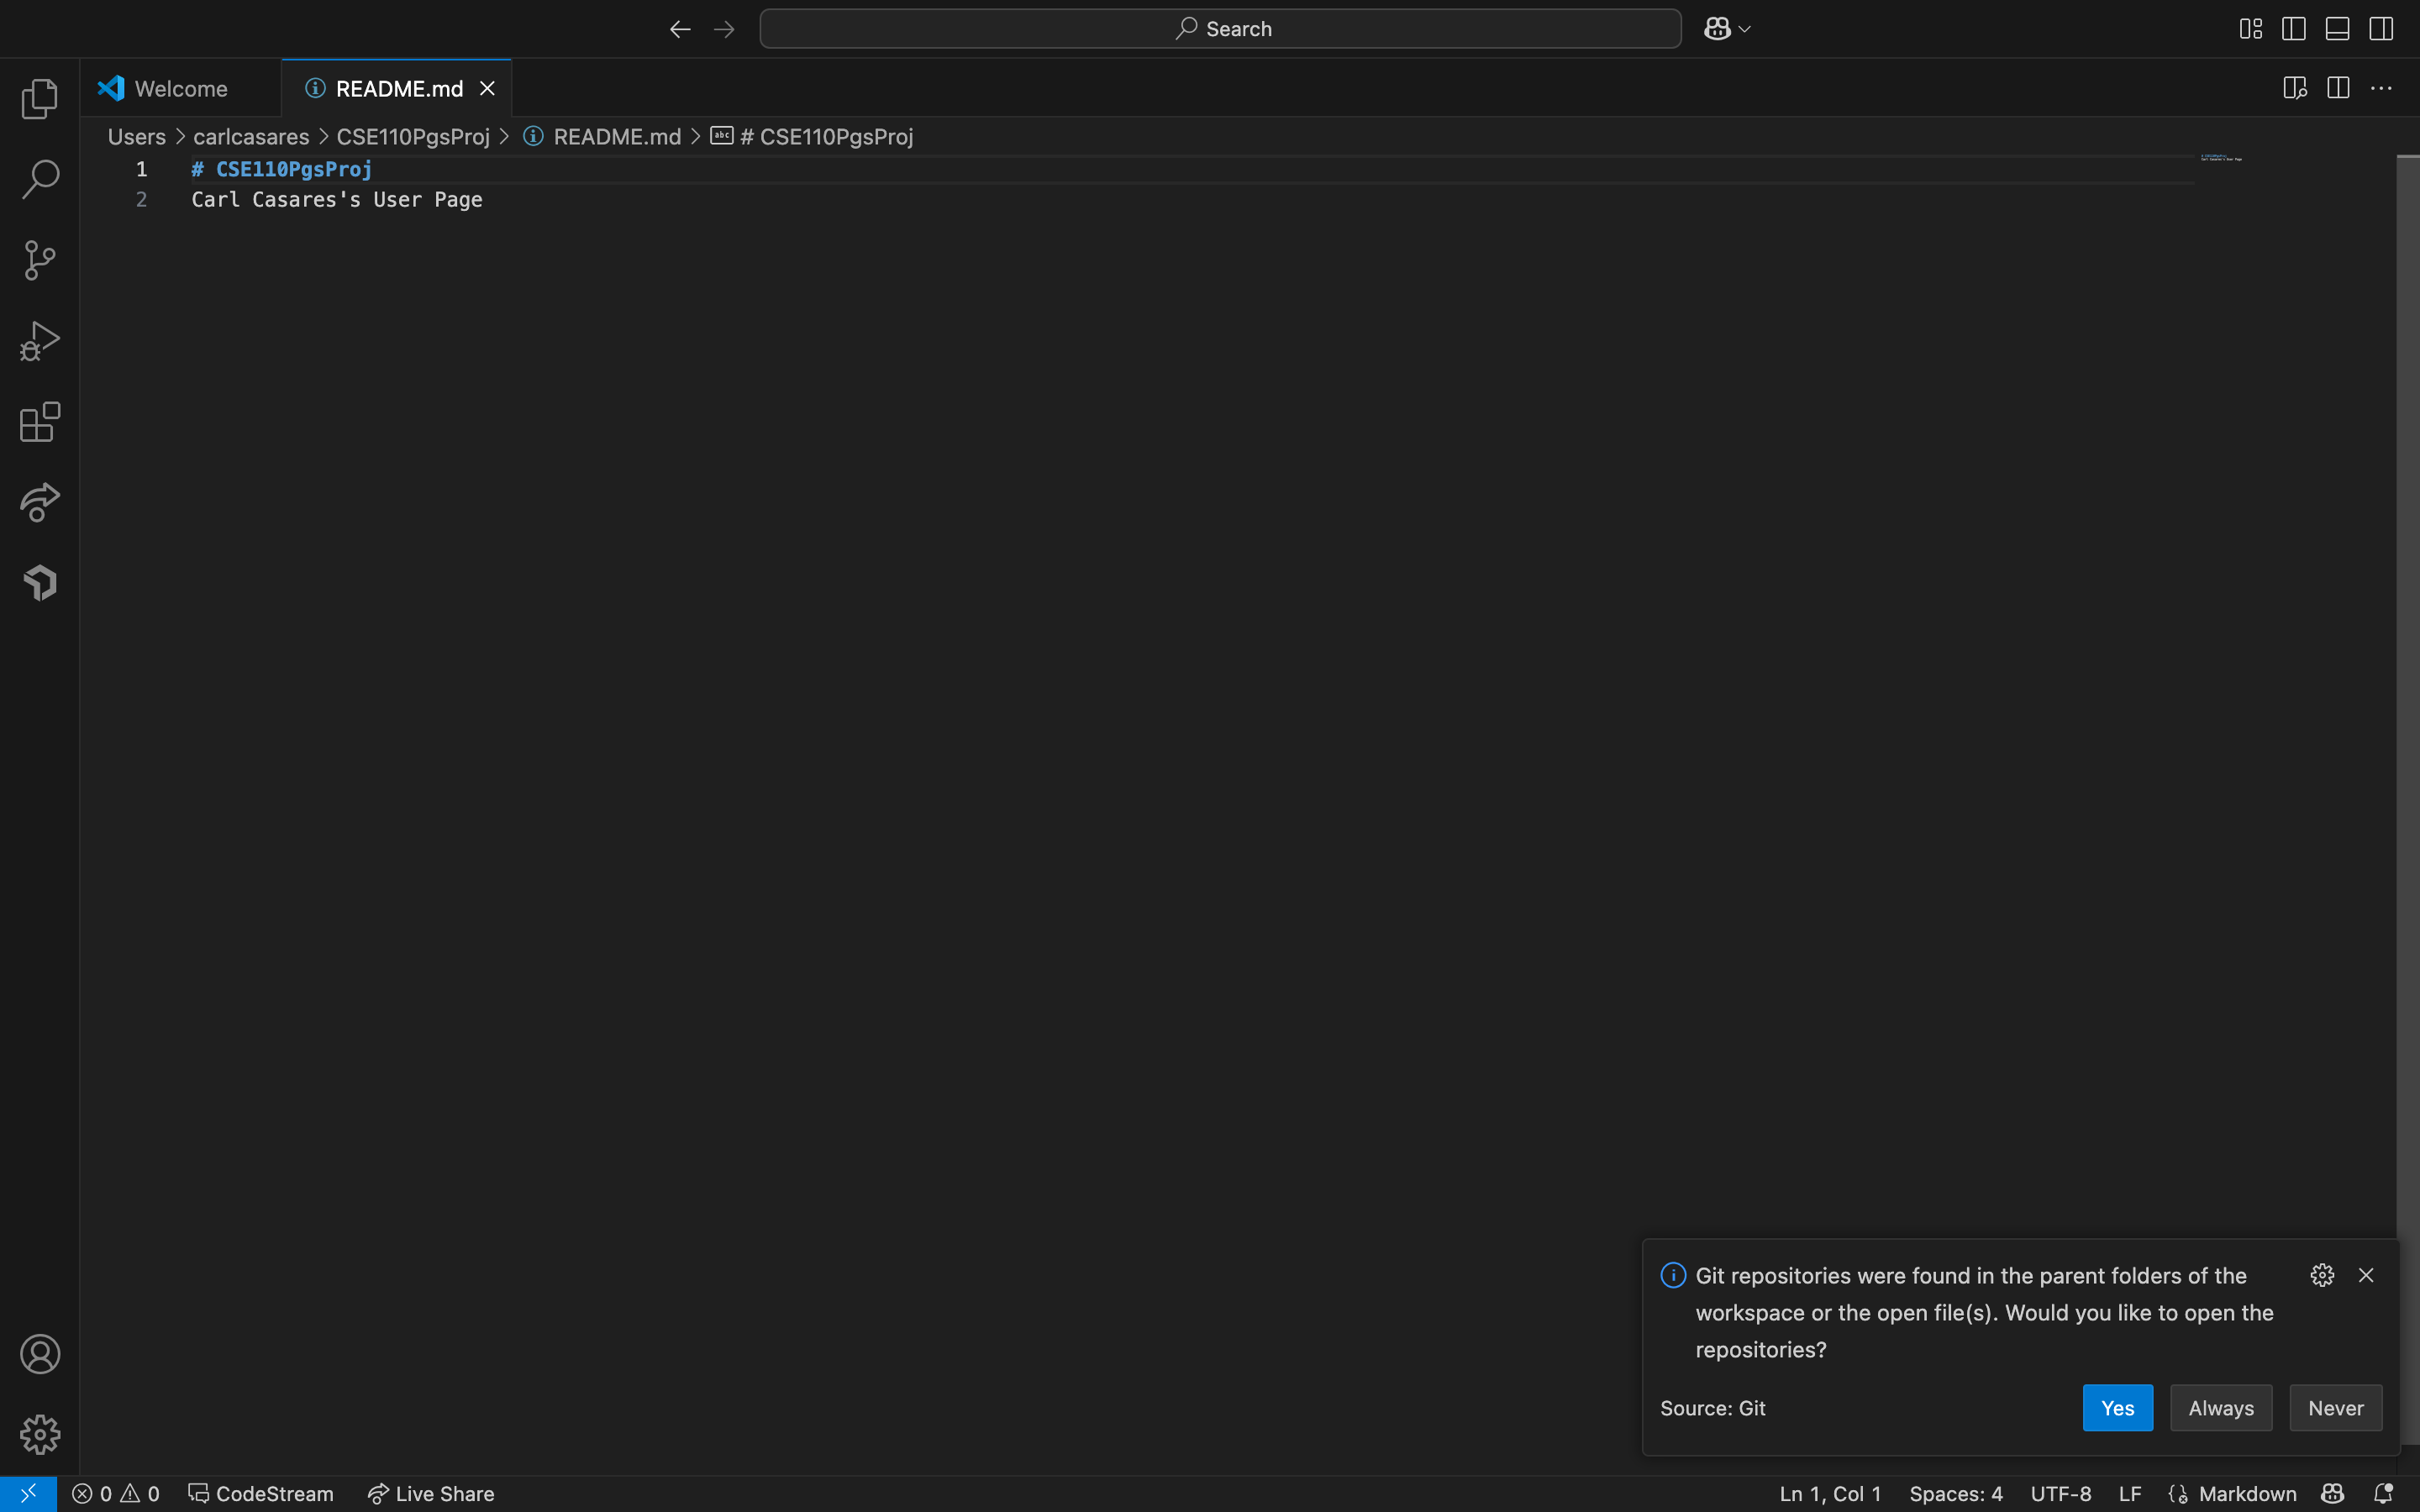 Search
Welcome
README.md
Users > carlcasares > CSE110PgsProj > README.md > abc # CSE110PgsProj
1 # CSE110PgsProj
2 Carl Casares's User Page
Git repositories were found in the parent folders of the
workspace or the open file(s). Would you like to open the
repositories?
Source: Git
Yes
Always
Never
0 0 CodeStream Live Share
Ln 1, Col 1 Spaces: 4 UTF-8 LF Markdown